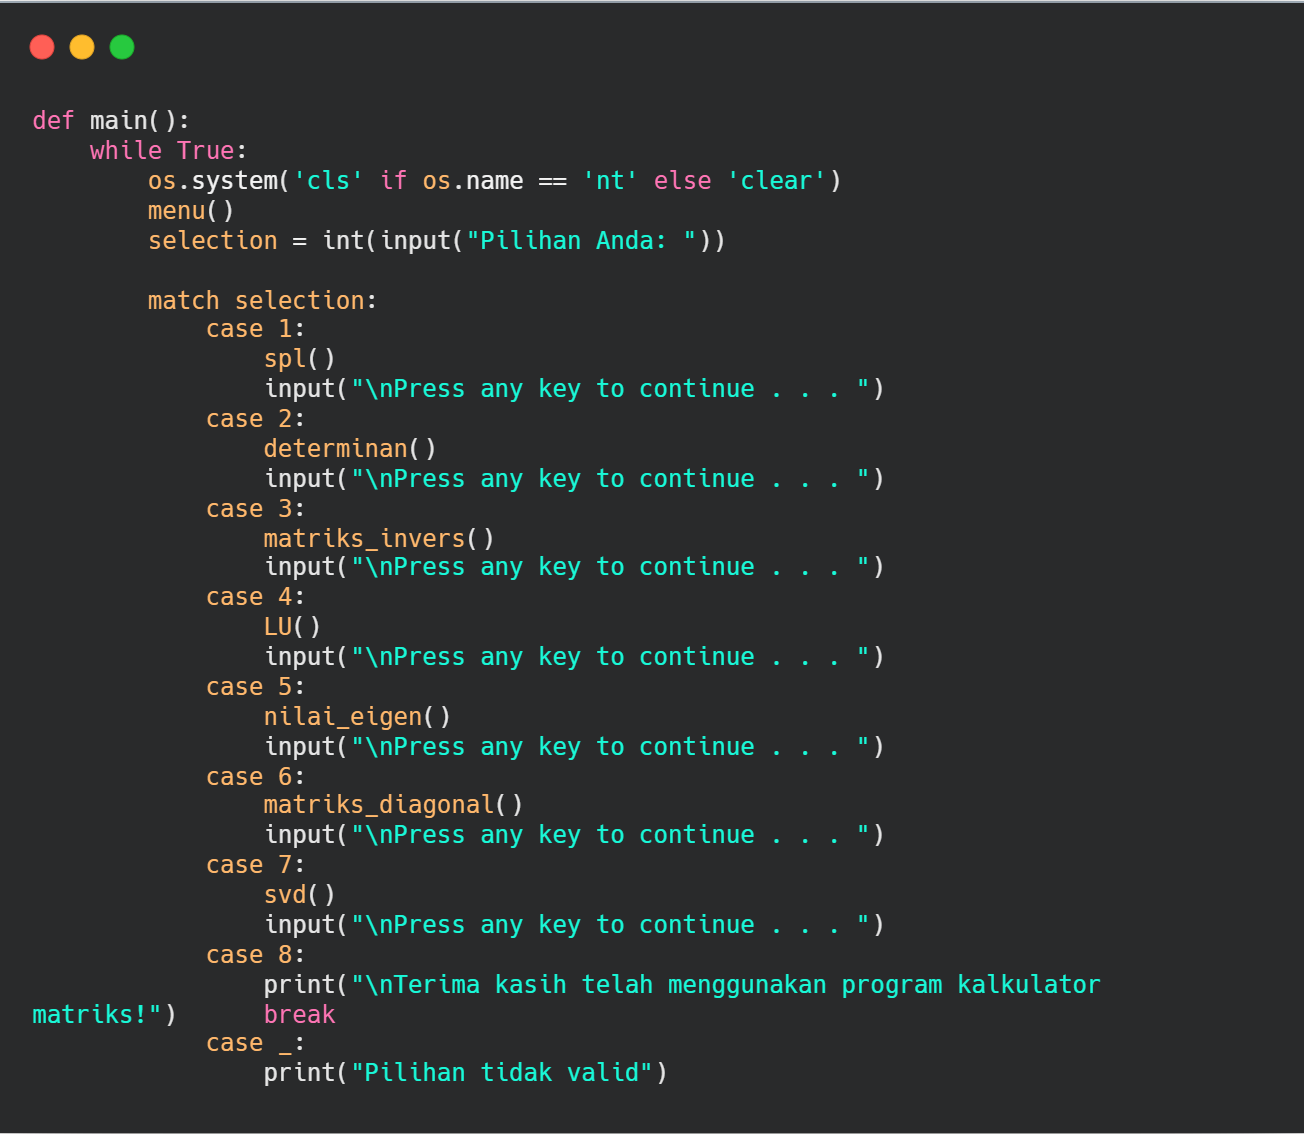 def main():
    while True:
        os.system('cls' if os.name == 'nt' else 'clear')
        menu()
        selection = int(input("Pilihan Anda: "))

        match selection:
            case 1:
                spl()
                input("\nPress any key to continue . . . ")
            case 2:
                determinan()
                input("\nPress any key to continue . . . ")
            case 3:
                matriks_invers()
                input("\nPress any key to continue . . . ")
            case 4:
                LU()
                input("\nPress any key to continue . . . ")
            case 5:
                nilai_eigen()
                input("\nPress any key to continue . . . ")
            case 6:
                matriks_diagonal()
                input("\nPress any key to continue . . . ")
            case 7:
                svd()
                input("\nPress any key to continue . . . ")
            case 8:
                print("\nTerima kasih telah menggunakan program kalkulator
matriks!")      break
            case _:
                print("Pilihan tidak valid")